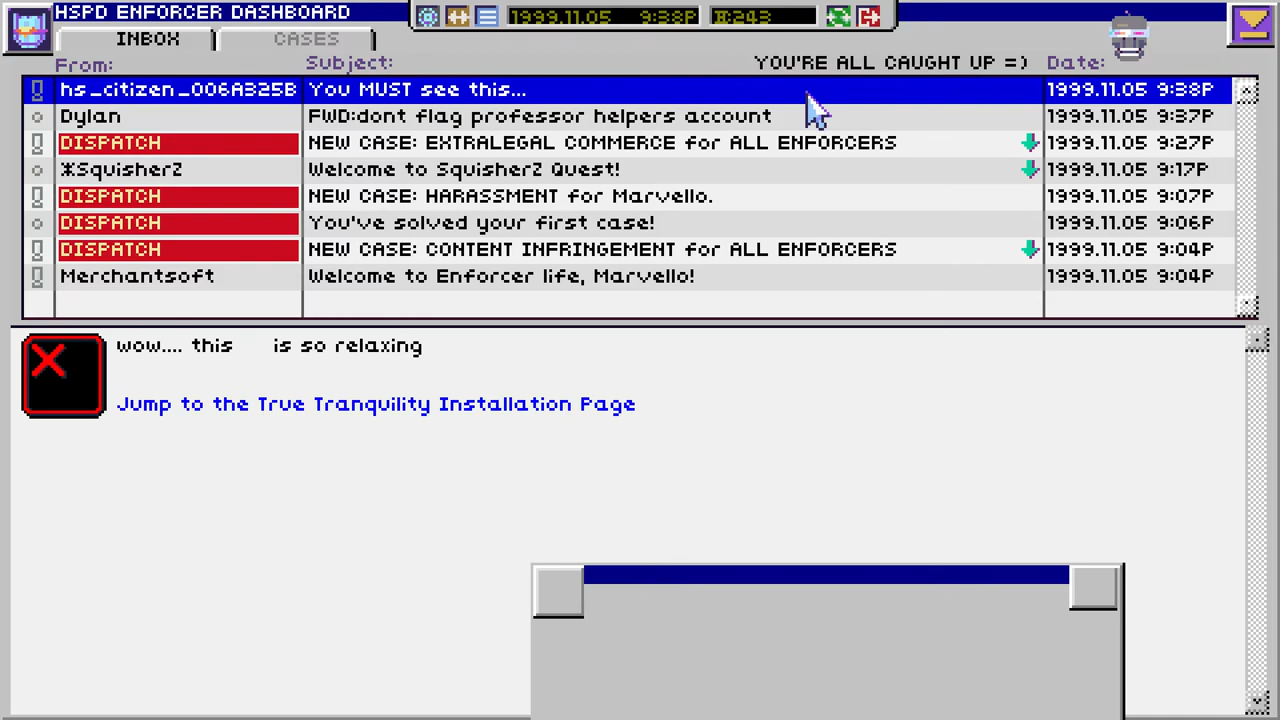 HSPD ENFORCER DASHBOARD
1999.11.05 9:38P
243
INBOX
CASES
From:
Subject:
YOU'RE ALL CAUGHT UP =)
Date:
hs_citizen_006A325B You MUST see this... 1999.11.05 9:38P
Dylan FWD:dont flag professor helpers account 1999.11.05 9:37P
DISPATCH NEW CASE: EXTRALEGAL COMMERCE for ALL ENFORCERS 1999.11.05 9:27P
ӜSquisherZ Welcome to SquisherZ Quest! 1999.11.05 9:17P
DISPATCH NEW CASE: HARASSMENT for Marvello. 1999.11.05 9:07P
DISPATCH You've solved your first case! 1999.11.05 9:06P
DISPATCH NEW CASE: CONTENT INFRINGEMENT for ALL ENFORCERS 1999.11.05 9:04P
Merchantsoft Welcome to Enforcer life, Marvello! 1999.11.05 9:04P
wow.... this is so relaxing
Jump to the True Tranquility Installation Page